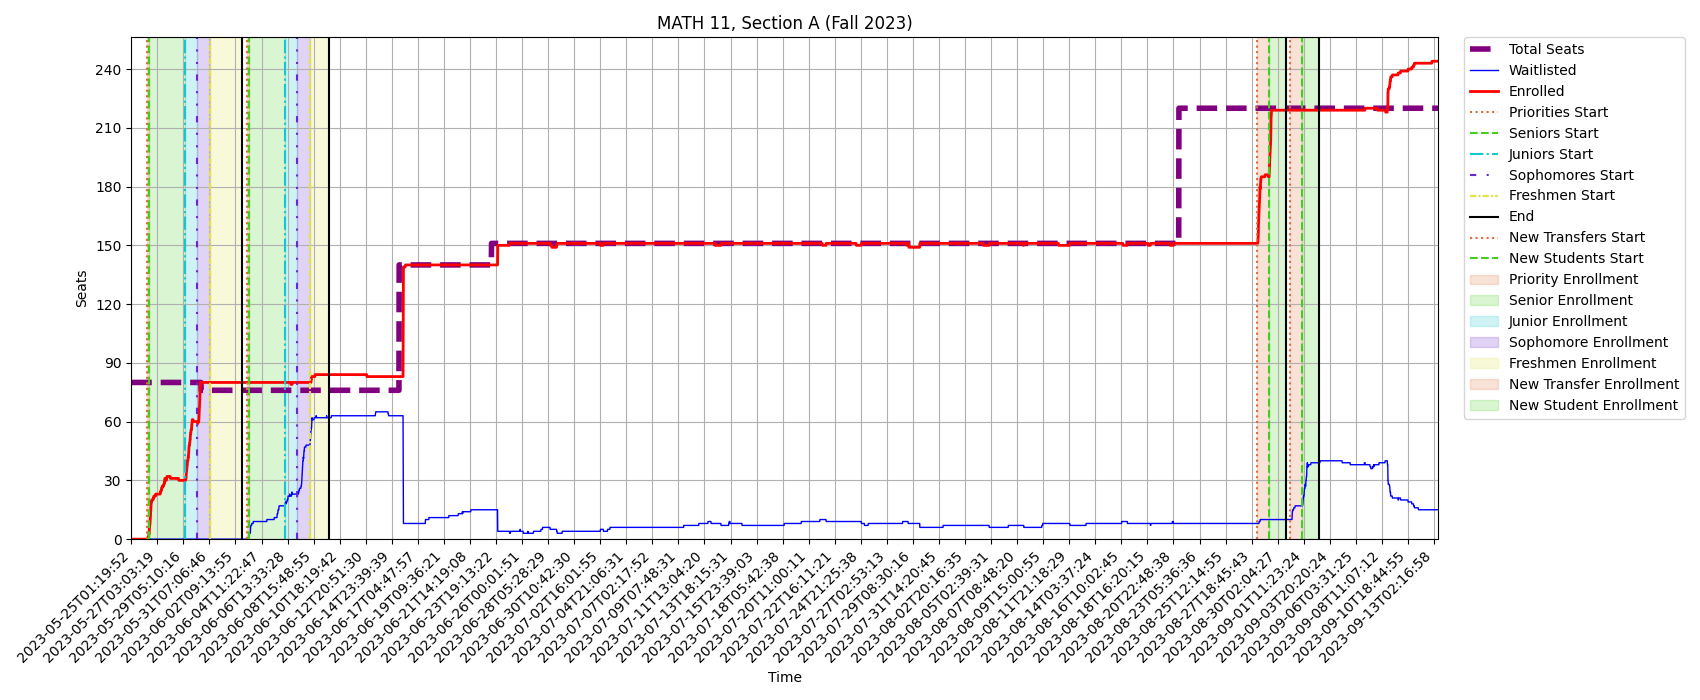 MATH 11, Section A (Fall 2023)
Seats
240
210
180
150
120
90
60
30
0
2023-05-25T01:19:52
2023-05-27T03:03:19
2023-05-29T05:10:16
2023-05-31T07:06:46
2023-06-02T09:13:55
2023-06-04T11:22:47
2023-06-06T13:33:28
2023-06-08T15:48:55
2023-06-10T18:19:42
2023-06-12T20:51:30
2023-06-14T23:39:39
2023-06-17T04:47:57
2023-06-19T09:36:21
2023-06-21T14:19:08
2023-06-23T19:13:22
2023-06-26T00:01:51
2023-06-28T05:28:29
2023-06-30T10:42:30
2023-07-02T16:01:55
2023-07-04T21:06:31
2023-07-07T02:17:52
2023-07-09T07:48:31
2023-07-11T13:04:20
2023-07-13T18:15:31
2023-07-15T23:39:03
2023-07-18T05:42:38
2023-07-20T11:00:11
2023-07-22T16:11:21
2023-07-24T21:25:38
2023-07-27T02:53:13
2023-07-29T08:30:16
2023-07-31T14:20:45
2023-08-02T20:16:35
2023-08-05T02:39:31
2023-08-07T08:48:20
2023-08-09T15:00:55
2023-08-11T21:18:29
2023-08-14T03:37:24
2023-08-16T10:02:45
2023-08-18T16:20:15
2023-08-20T22:48:38
2023-08-23T05:36:36
2023-08-25T12:14:55
2023-08-27T18:45:43
2023-08-30T02:04:27
2023-09-01T11:23:24
2023-09-03T20:20:24
2023-09-06T03:31:25
2023-09-08T11:07:12
2023-09-10T18:44:55
2023-09-13T02:16:58
Time
Total Seats
Waitlisted
Enrolled
Priorities Start
Seniors Start
Juniors Start
Sophomores Start
Freshmen Start
End
New Transfers Start
New Students Start
Priority Enrollment
Senior Enrollment
Junior Enrollment
Sophomore Enrollment
Freshmen Enrollment
New Transfer Enrollment
New Student Enrollment